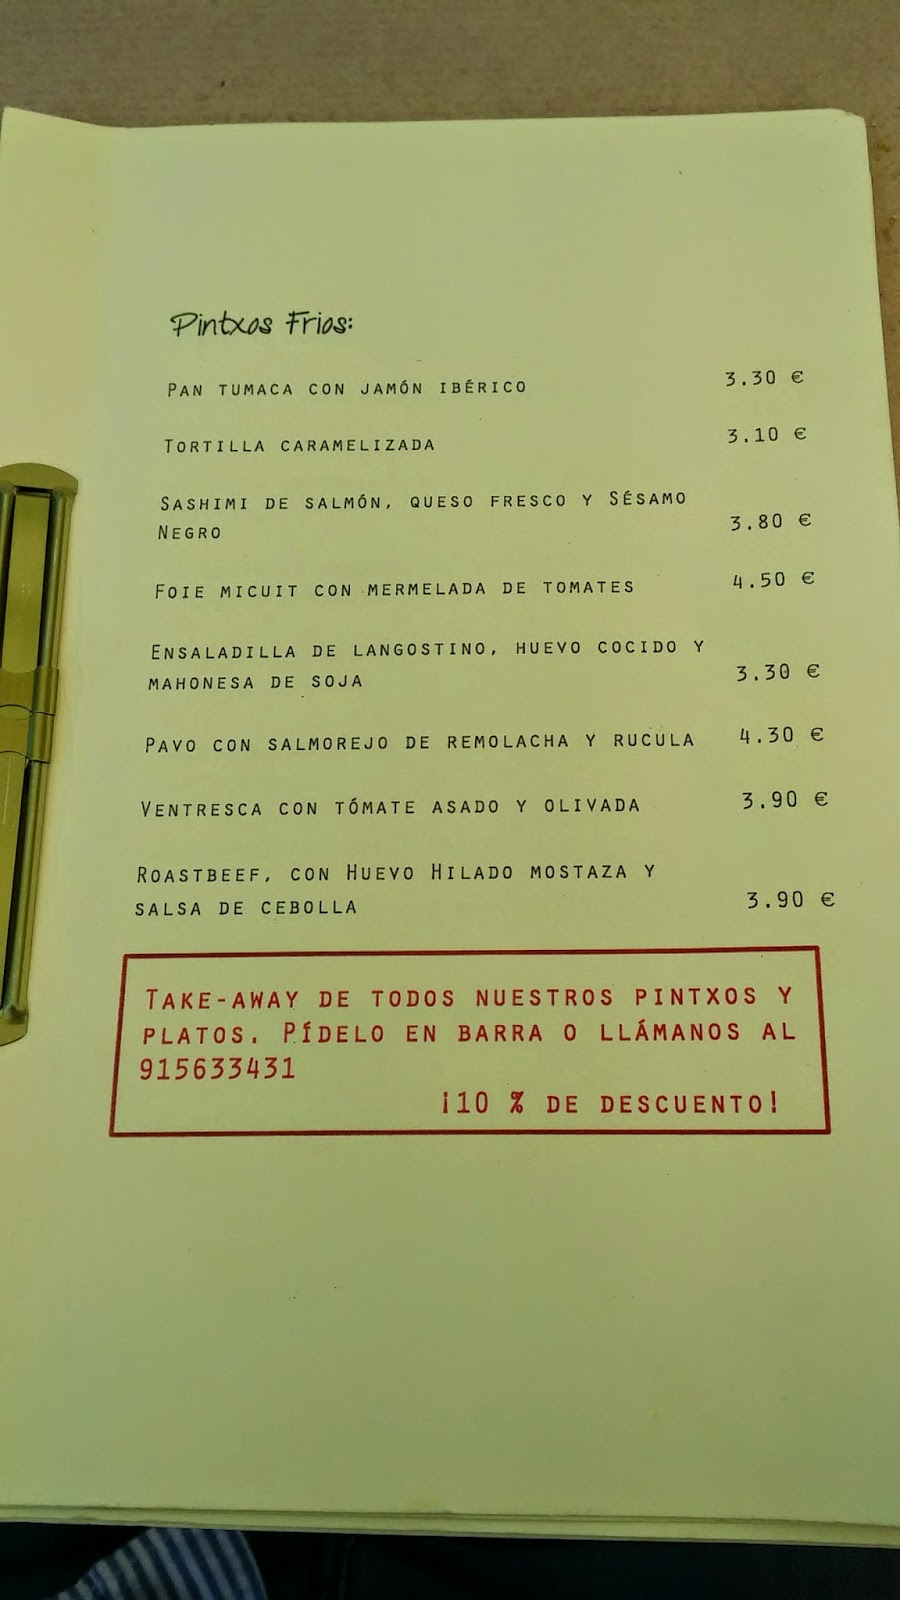 Pintxos Frios:
PAN TUMACA CON JAMÓN IBÉRICO 3.30 €
TORTILLA CARAMELIZADA 3.10 €
SASHIMI DE SALMÓN, QUESO FRESCO Y SÉSAMO
NEGRO 3.80 €
FOIE MICUIT CON MERMELADA DE TOMATES 4.50 €
ENSALADILLA DE LANGOSTINO, HUEVO COCIDO Y
MAHONESA DE SOJA 3.30 €
PAVO CON SALMOREJO DE REMOLACHA Y RUCULA 4.30 €
VENTRESCA CON TÓMATE ASADO Y OLIVADA 3.90 €
ROASTBEEF, CON HUEVO HILADO MOSTAZA Y
SALSA DE CEBOLLA 3.90 €
TAKE-AWAY DE TODOS NUESTROS PINTXOS Y
PLATOS. PÍDELO EN BARRA O LLÁMANOS AL
915633431
¡10 % DE DESCUENTO!